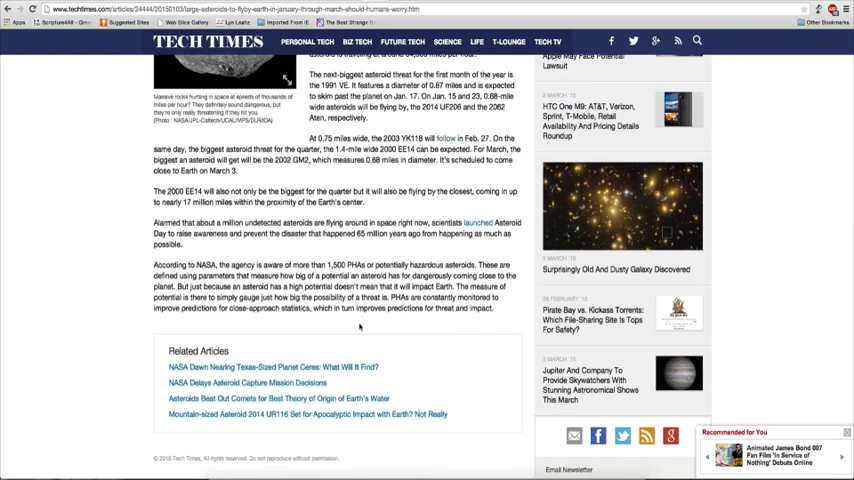 www.techtimes.com/articles/24444/20150103/large-asteroids-to-flyby-earth-in-january-through-march-should-humans-worry.htm
Apps
Scripture4All - Gree
Suggested Sites
Web Slice Gallery
Lyn Leahz
Imported From IE
The Best Strange B
Other Bookmarks
TECH TIMES
PERSONAL TECH BIZ TECH FUTURE TECH SCIENCE LIFE T-LOUNGE TECH TV
Massive rocks hurtling in space at speeds of thousands of
miles per hour? They definitely sound dangerous, but
they're only really threatening if they hit you.
(Photo : NASA/JPL-Caltech/UCAL/MPS/DLR/IDA)
The next-biggest asteroid threat for the first month of the year is
the 1991 VE. It features a diameter of 0.87 miles and is expected
to skim past the planet on Jan. 17. On Jan. 15 and 23, 0.68-mile
wide asteroids will be flying by, the 2014 UF206 and the 2062
Aten, respectively.
At 0.75 miles wide, the 2003 YK118 will follow in Feb. 27. On the
same day, the biggest asteroid threat for the quarter, the 1.4-mile wide 2000 EE14 can be expected. For March, the
biggest an asteroid will get will be the 2002 GM2, which measures 0.68 miles in diameter. It's scheduled to come
close to Earth on March 3.
The 2000 EE14 will also not only be the biggest for the quarter but it will also be flying by the closest, coming in up
to nearly 17 million miles within the proximity of the Earth's center.
Alarmed that about a million undetected asteroids are flying around in space right now, scientists launched Asteroid
Day to raise awareness and prevent the disaster that happened 65 million years ago from happening as much as
possible.
According to NASA, the agency is aware of more than 1,500 PHAs or potentially hazardous asteroids. These are
defined using parameters that measure how big of a potential an asteroid has for dangerously coming close to the
planet. But just because an asteroid has a high potential doesn't mean that it will impact Earth. The measure of
potential is there to simply gauge just how big the possibility of a threat is. PHAs are constantly monitored to
improve predictions for close-approach statistics, which in turn improves predictions for threat and impact.
Related Articles
NASA Dawn Nearing Texas-Sized Planet Ceres: What Will It Find?
NASA Delays Asteroid Capture Mission Decisions
Asteroids Beat Out Comets for Best Theory of Origin of Earth's Water
Mountain-sized Asteroid 2014 UR116 Set for Apocalyptic Impact with Earth? Not Really
© 2015 Tech Times, All rights reserved. Do not reproduce without permission.
Apple May Face Potential
Lawsuit
2 MARCH '15
HTC One M9: AT&T, Verizon,
Sprint, T-Mobile, Retail
Availability And Pricing Details
Roundup
2 MARCH '15
Surprisingly Old And Dusty Galaxy Discovered
28 FEBRUARY '15
Pirate Bay vs. Kickass Torrents:
Which File-Sharing Site Is Tops
For Safety?
3 MARCH '15
Jupiter And Company To
Provide Skywatchers With
Stunning Astronomical Shows
This March
Email Newsletter
Recommended for You
Animated James Bond 007
Fan Film 'In Service of
Nothing' Debuts Online